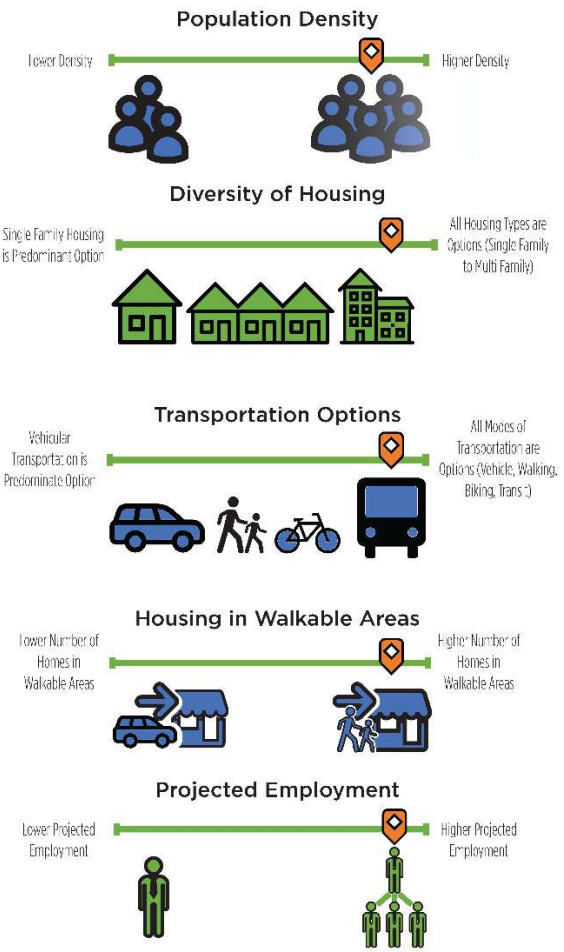 Population Density
Lower Density
Higher Density
Diversity of Housing
Single Family Housing
is Predominant Option
All Housing Types are
Options (Single Family
to Multi Family)
Transportation Options
Vehicular
Transportation is
Predominate Option
All Modes of
Transportation are
Options (Vehicle, Walking,
Biking, Transit)
Housing in Walkable Areas
Lower Number of
Homes in
Walkable Areas
Higher Number of
Homes in
Walkable Areas
Projected Employment
Lower Projected
Employment
Higher Projected
Employment